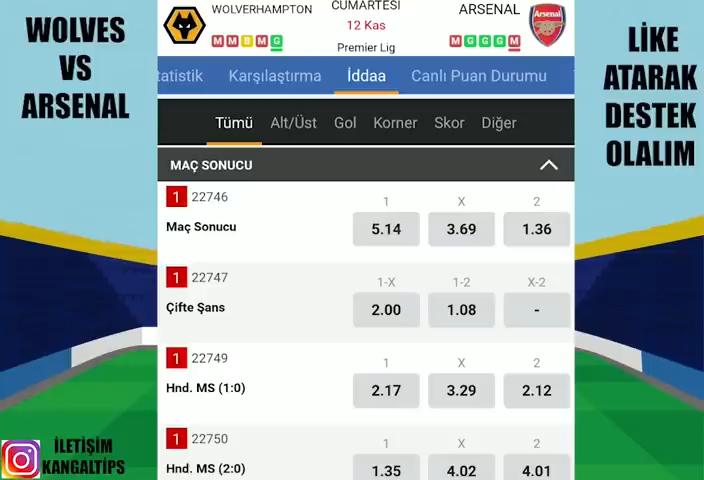 WOLVES
VS
ARSENAL
WOLVERHAMPTON
M M B M G
CUMARTESİ
12 Kas
Premier Lig
ARSENAL
Arsenal
M G G G M
LİKE
ATARAK
DESTEK
OLALIM
tatistik Karşılaştırma İddaa Canlı Puan Durumu
Tümü Alt/Üst Gol Korner Skor Diğer
MAÇ SONUCU
1 22746 1 X 2
Maç Sonucu 5.14 3.69 1.36
1 22747 1-X 1-2 X-2
Çifte Şans 2.00 1.08 -
1 22749 1 X 2
Hnd. MS (1:0) 2.17 3.29 2.12
1 22750 1 X 2
Hnd. MS (2:0) 1.35 4.02 4.01
İLETİŞİM
KANGALTİPS